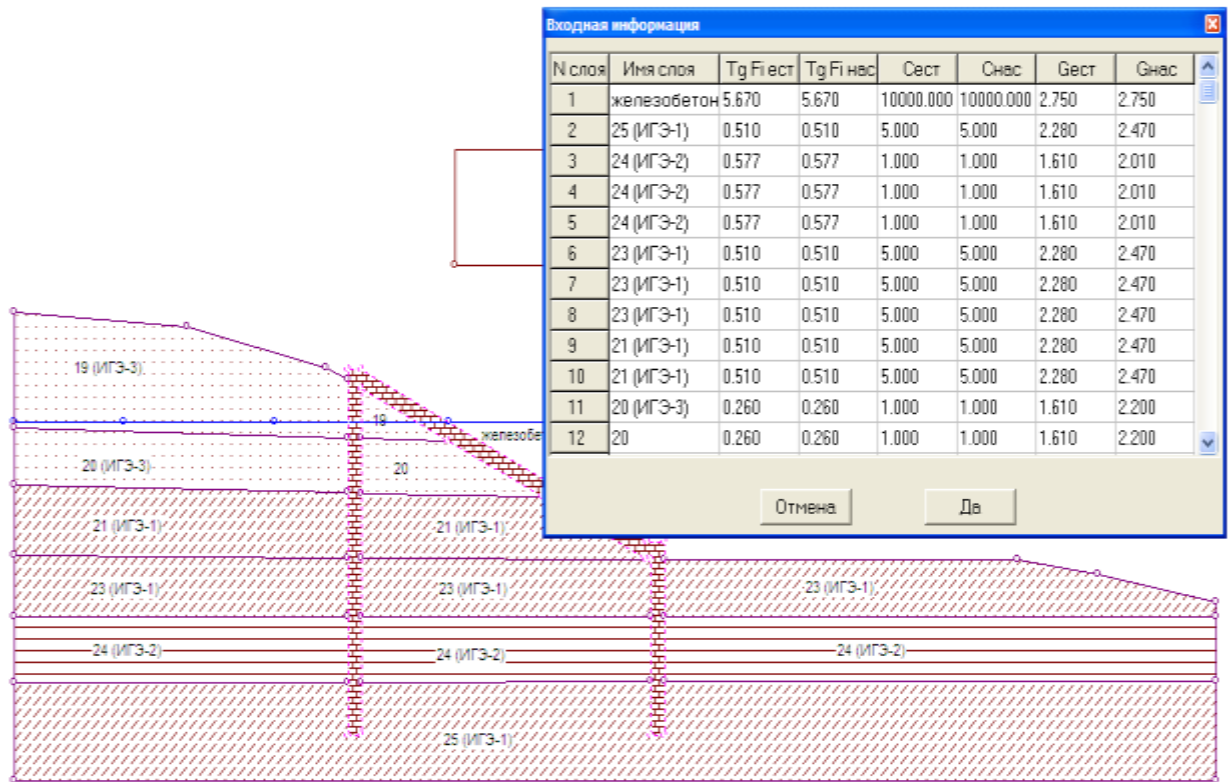 Входная информация
N слоя Имя слоя Tg Fi ест Tg Fi нас Cест Cнас Gест Gнас
1 железобетон 5.670 5.670 10000.000 10000.000 2.750 2.750
2 25 (ИГЭ-1) 0.510 0.510 5.000 5.000 2.280 2.470
3 24 (ИГЭ-2) 0.577 0.577 1.000 1.000 1.610 2.010
4 24 (ИГЭ-2) 0.577 0.577 1.000 1.000 1.610 2.010
5 24 (ИГЭ-2) 0.577 0.577 1.000 1.000 1.610 2.010
6 23 (ИГЭ-1) 0.510 0.510 5.000 5.000 2.280 2.470
7 23 (ИГЭ-1) 0.510 0.510 5.000 5.000 2.280 2.470
8 23 (ИГЭ-1) 0.510 0.510 5.000 5.000 2.280 2.470
9 21 (ИГЭ-1) 0.510 0.510 5.000 5.000 2.280 2.470
10 21 (ИГЭ-1) 0.510 0.510 5.000 5.000 2.280 2.470
11 20 (ИГЭ-3) 0.260 0.260 1.000 1.000 1.610 2.200
12 20 0.260 0.260 1.000 1.000 1.610 2.200
Отмена Да
19 (ИГЭ-3)
19
железобе
20 (ИГЭ-3) 20
21 (ИГЭ-1) 21 (ИГЭ-1)
23 (ИГЭ-1) 23 (ИГЭ-1) 23 (ИГЭ-1)
24 (ИГЭ-2) 24 (ИГЭ-2) 24 (ИГЭ-2)
25 (ИГЭ-1)